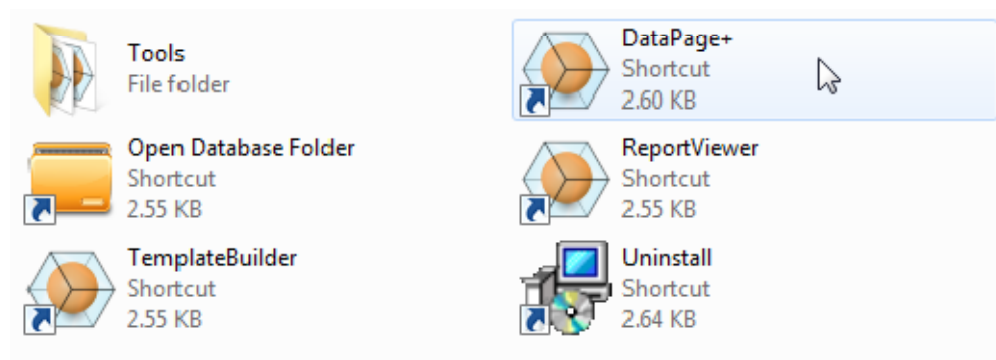 Tools
File folder
DataPage+
Shortcut
2.60 KB
Open Database Folder
Shortcut
2.55 KB
ReportViewer
Shortcut
2.55 KB
TemplateBuilder
Shortcut
2.55 KB
Uninstall
Shortcut
2.64 KB